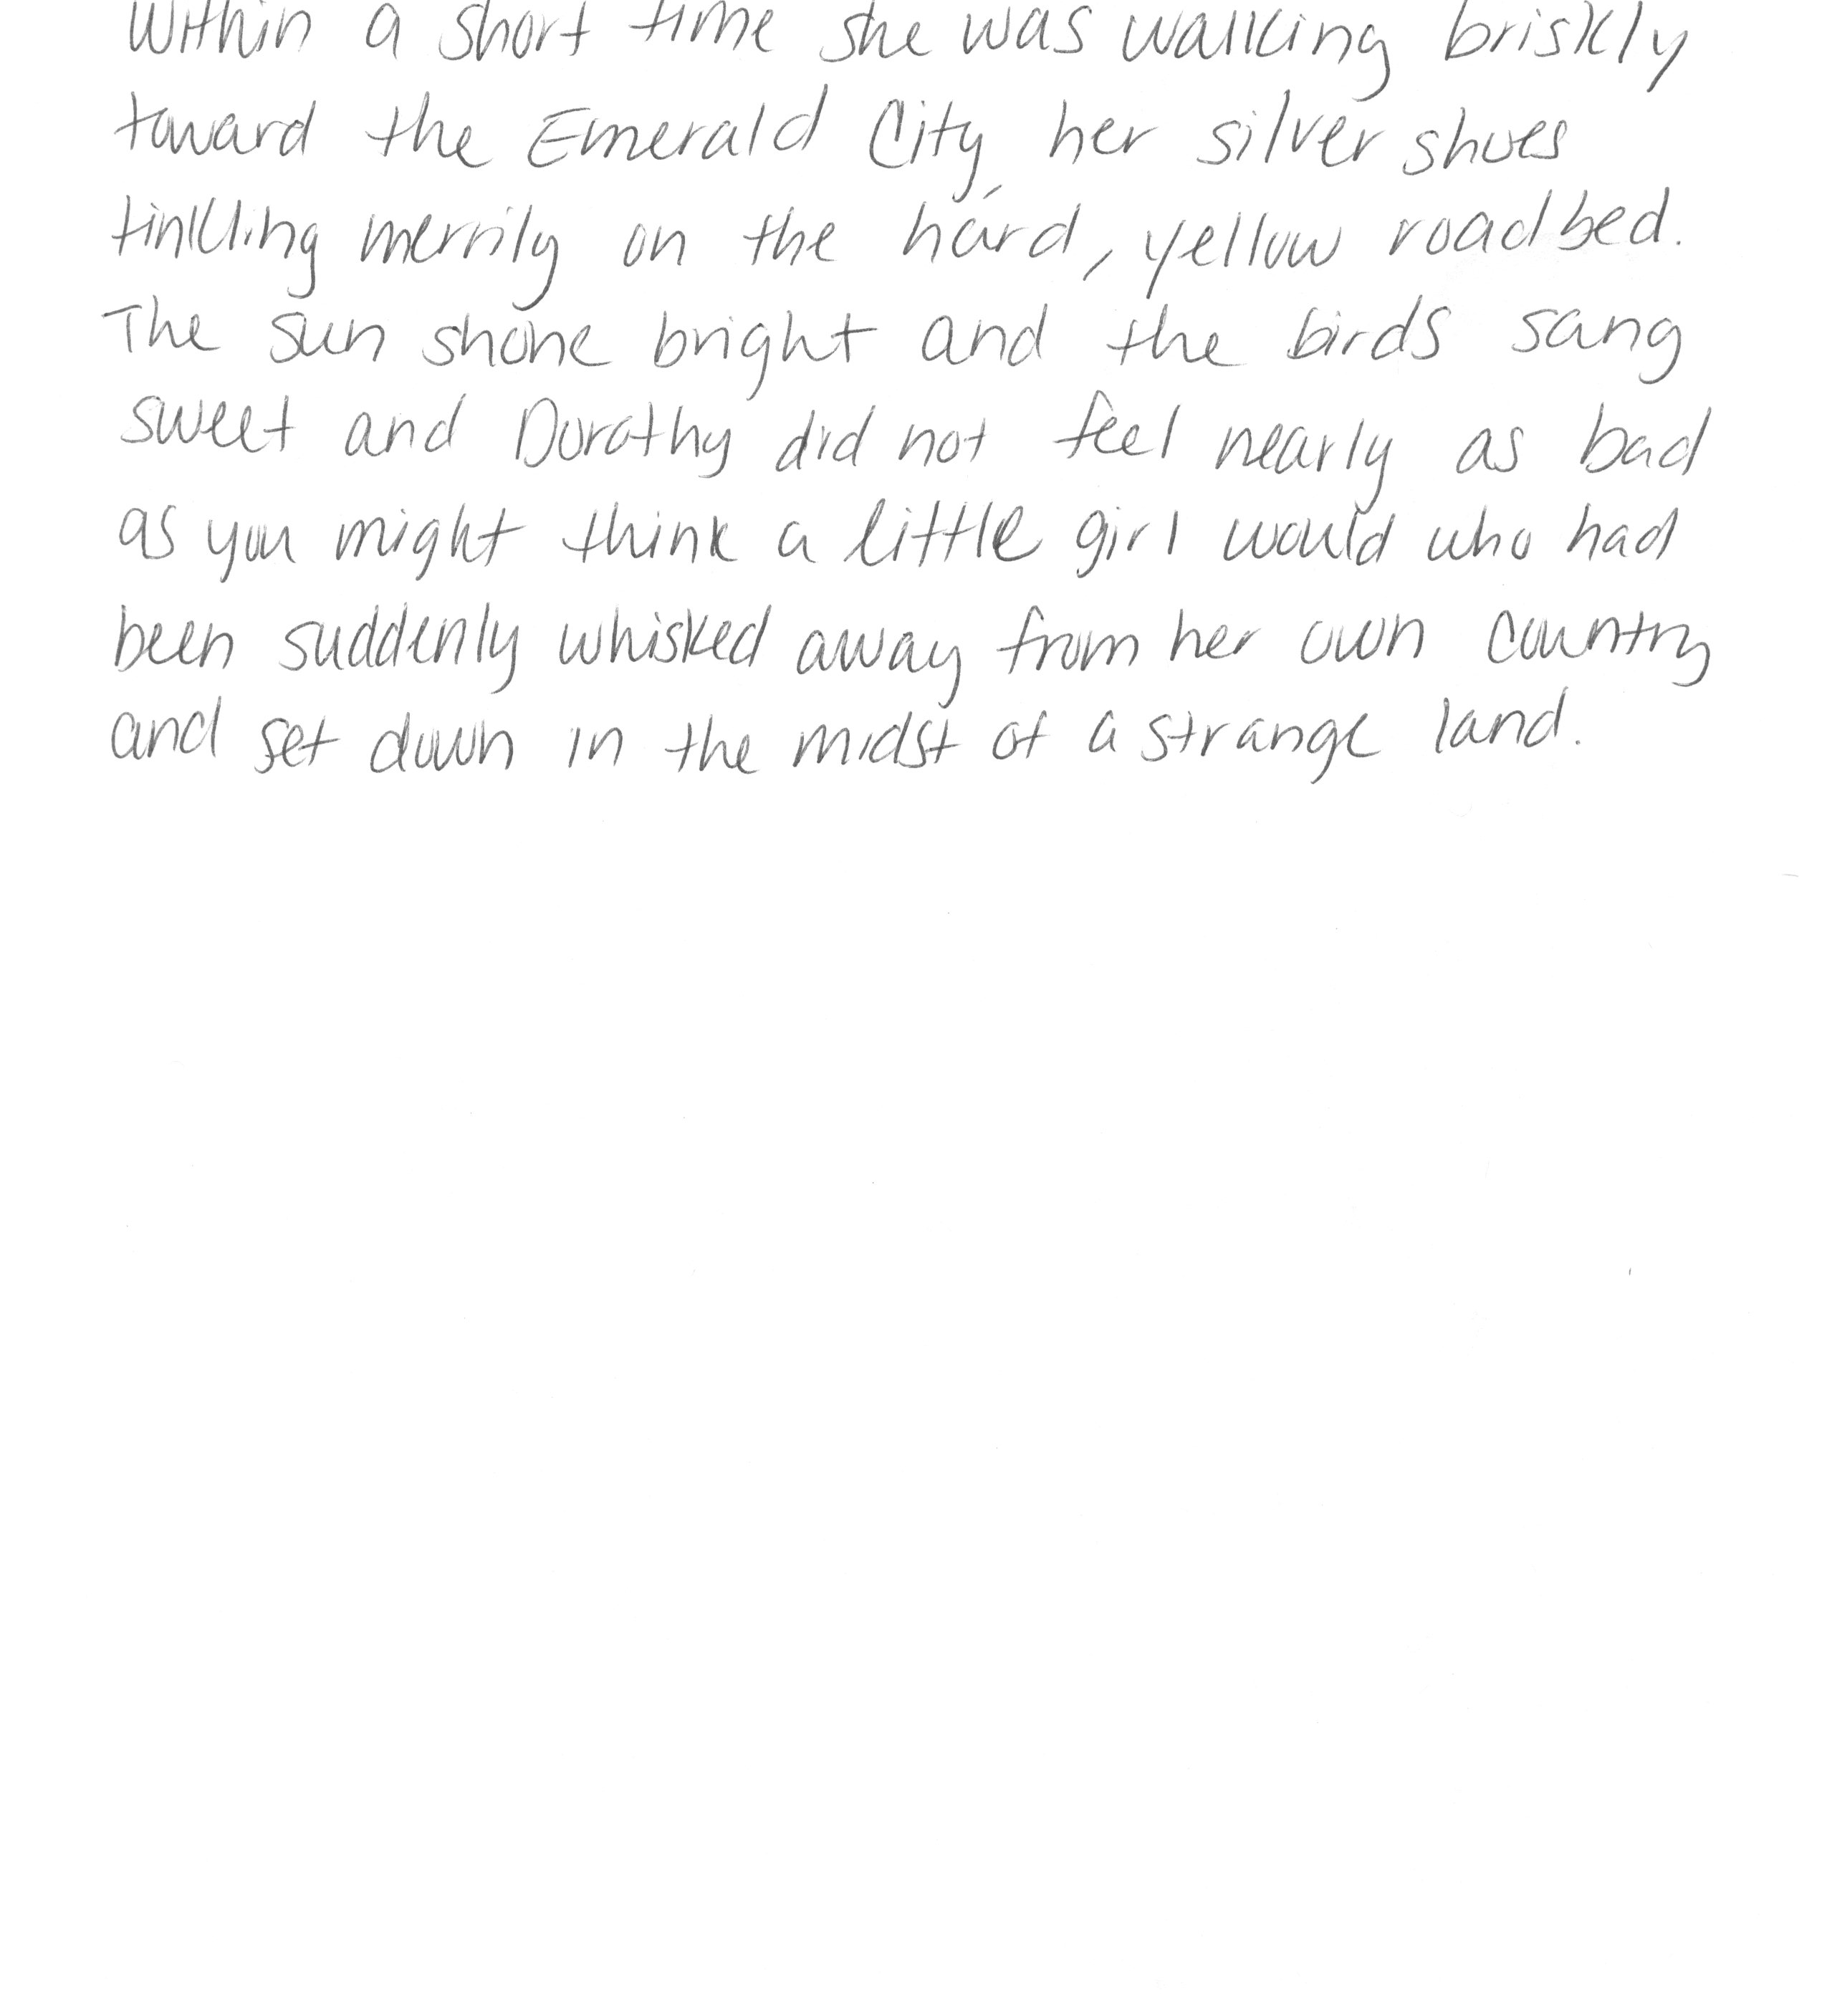 Within a short time she was walking briskly
toward the Emerald City, her silver shoes
tinkling merrily on the hard, yellow roadbed.
The sun shone bright and the birds sang
sweet and Dorothy did not feel nearly as bad
as you might think a little girl would who had
been suddenly whisked away from her own country
and set down in the midst of a strange land.